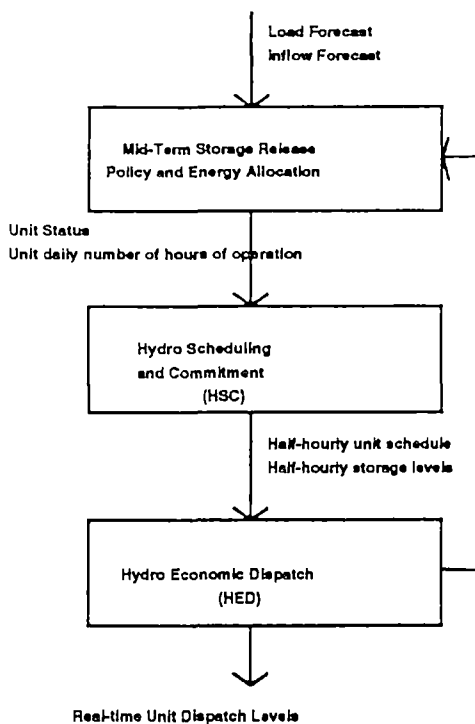 Load Forecast
Inflow Forecast
Mid-Term Storage Release
Policy and Energy Allocation
Unit Status
Unit daily number of hours of operation
Hydro Scheduling
and Commitment
(HSC)
Half-hourly unit schedule
Half-hourly storage levels
Hydro Economic Dispatch
(HED)
Real-time Unit Dispatch Levels